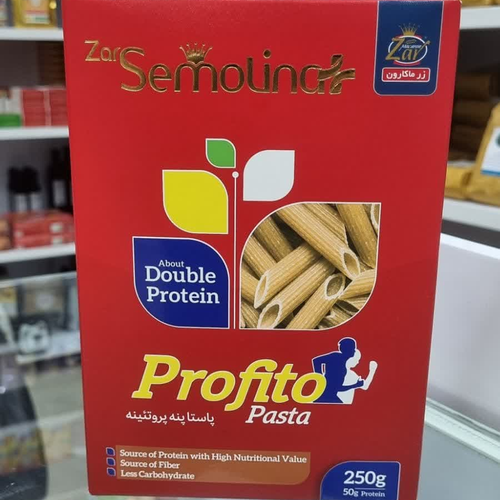 Zar Semolina+
Zar
زر ماکارون
About
Double
Protein
Profito
Pasta
پاستا پنه پروتئینه
Source of Protein with High Nutritional Value
Source of Fiber
Less Carbohydrate
250g
50g Protein